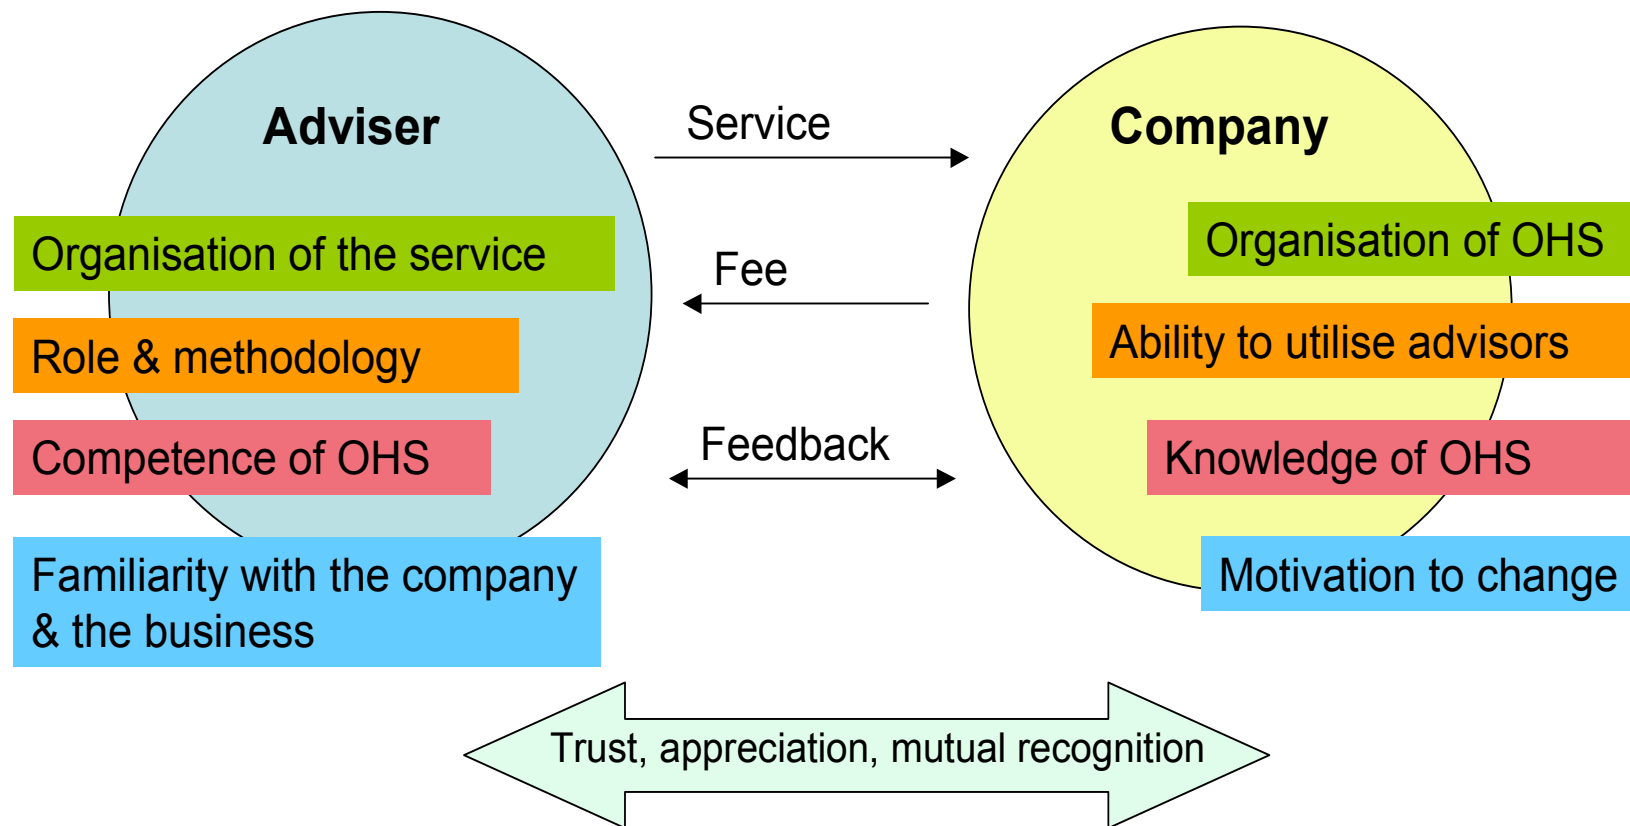 Adviser
Organisation of the service
Role & methodology
Competence of OHS
Familiarity with the company
& the business
Service
Fee
Feedback
Company
Organisation of OHS
Ability to utilise advisors
Knowledge of OHS
Motivation to change
Trust, appreciation, mutual recognition